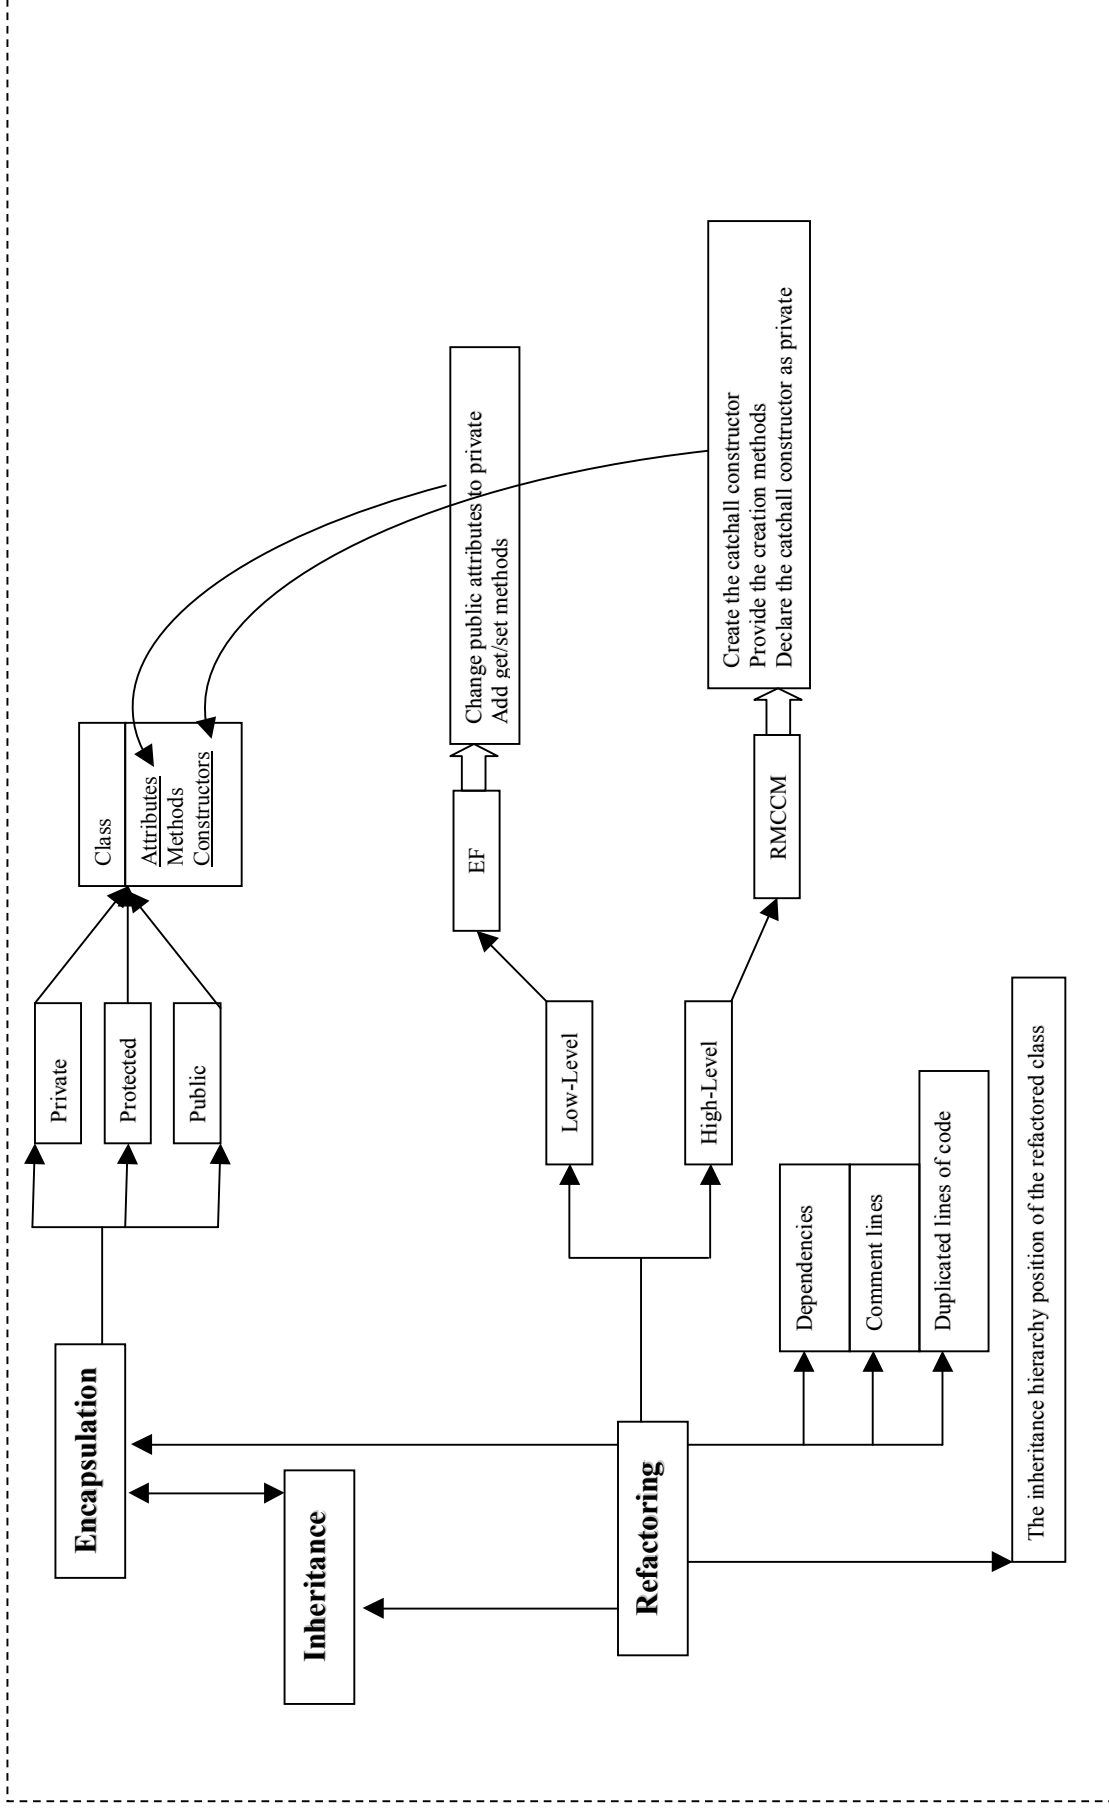 Encapsulation
Private
Protected
Public
Class
Attributes
Methods
Constructors
Inheritance
Refactoring
Low-Level
EF
Change public attributes to private
Add get/set methods
High-Level
RMCCM
Create the catchall constructor
Provide the creation methods
Declare the catchall constructor as private
Dependencies
Comment lines
Duplicated lines of code
The inheritance hierarchy position of the refactored class